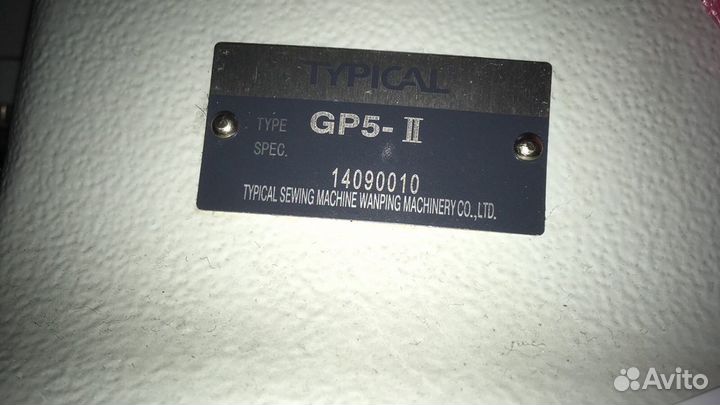 TYPICAL
TYPE GP5-II
SPEC.
14090010
TYPICAL SEWING MACHINE WANPING MACHINERY CO.,LTD.
Avito